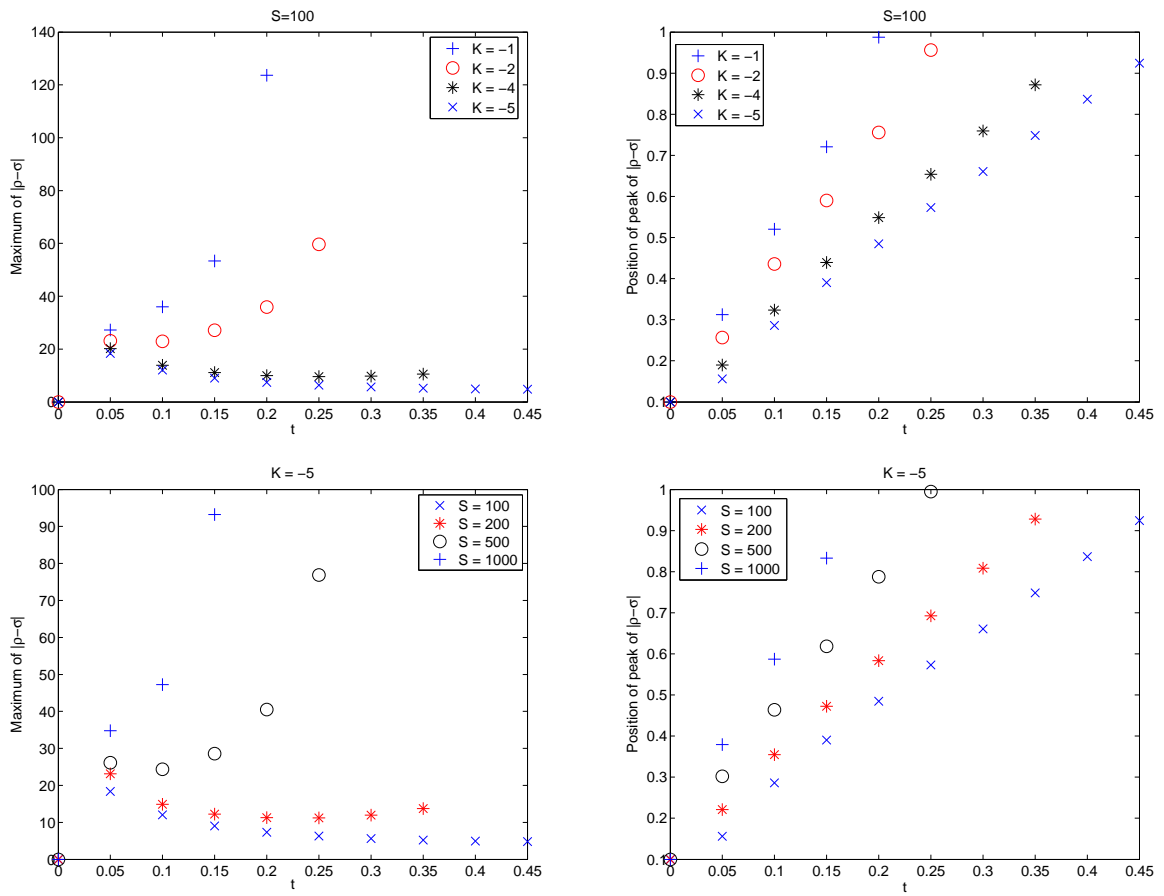 S=100
140
120
100
80
60
40
20
0
0 0.05 0.1 0.15 0.2 0.25 0.3 0.35 0.4 0.45
t
Maximum of |ρ−σ|
K = −1
K = −2
K = −4
K = −5
S=100
1
0.9
0.8
0.7
0.6
0.5
0.4
0.3
0.2
0.1
0 0.05 0.1 0.15 0.2 0.25 0.3 0.35 0.4 0.45
t
Position of peak of |ρ−σ|
K = −1
K = −2
K = −4
K = −5
K = −5
100
90
80
70
60
50
40
30
20
10
0
0 0.05 0.1 0.15 0.2 0.25 0.3 0.35 0.4 0.45
t
Maximum of |ρ−σ|
S = 100
S = 200
S = 500
S = 1000
K = −5
1
0.9
0.8
0.7
0.6
0.5
0.4
0.3
0.2
0.1
0 0.05 0.1 0.15 0.2 0.25 0.3 0.35 0.4 0.45
t
Position of peak of |ρ−σ|
S = 100
S = 200
S = 500
S = 1000